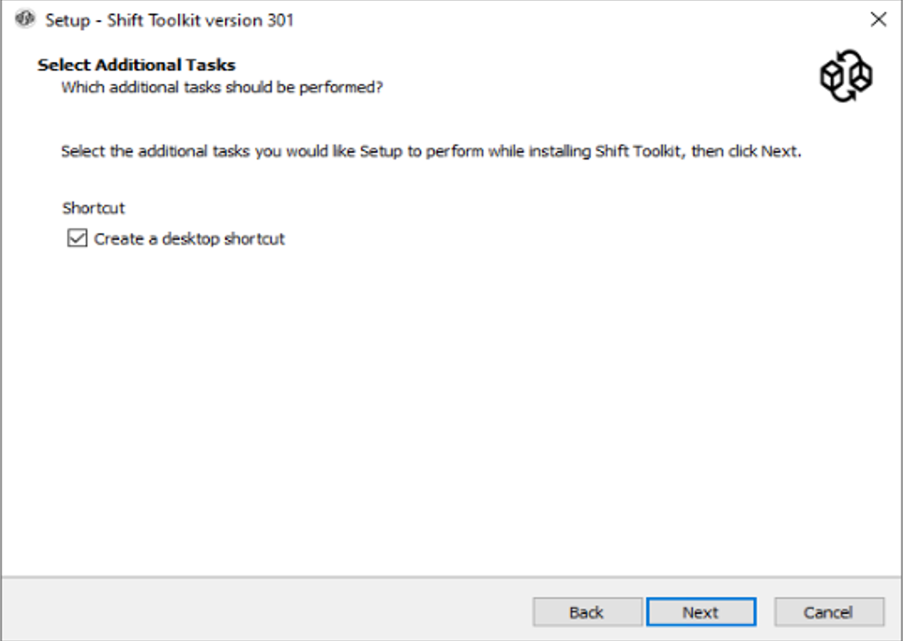 Setup - Shift Toolkit version 301
Select Additional Tasks
Which additional tasks should be performed?
Select the additional tasks you would like Setup to perform while installing Shift Toolkit, then click Next.
Shortcut
Create a desktop shortcut
Back
Next
Cancel